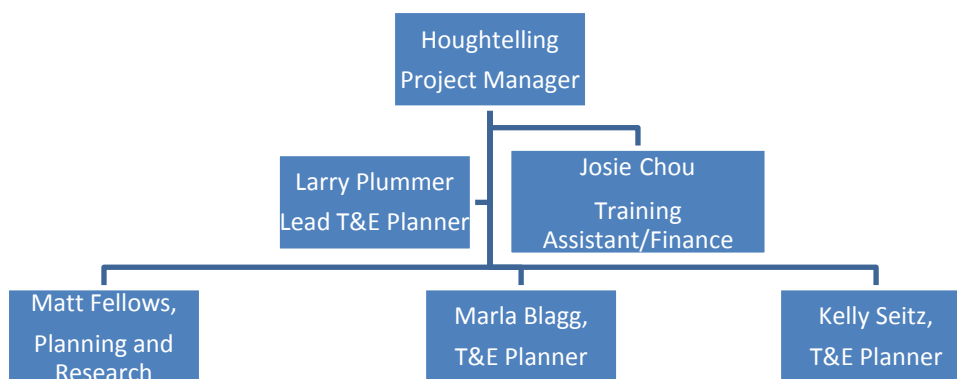 Houghtelling
Project Manager
Larry Plummer
Lead T&E Planner
Josie Chou
Training
Assistant/Finance
Matt Fellows,
Planning and
Research
Marla Blagg,
T&E Planner
Kelly Seitz,
T&E Planner